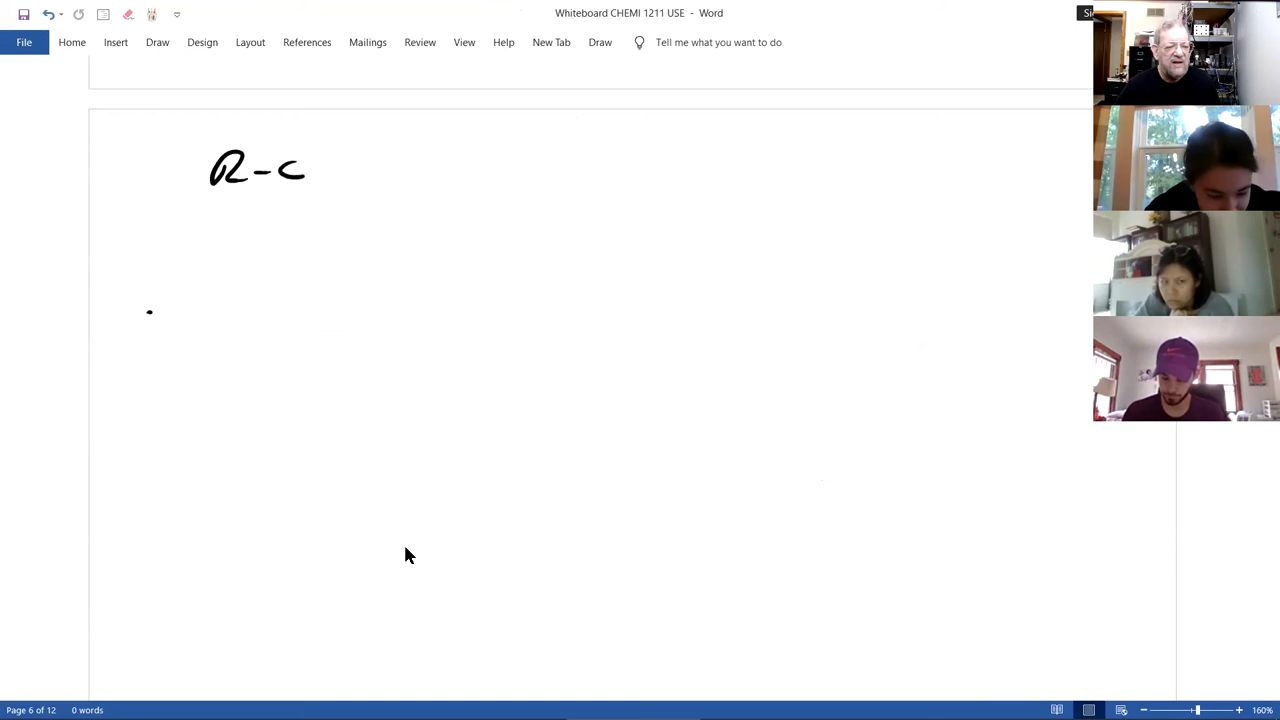 Whiteboard CHEMI 1211 USE - Word
Si
File Home Insert Draw Design Layout References Mailings Review View Help New Tab Draw Tell me what you want to do
R-C
Page 6 of 12 0 words 160%